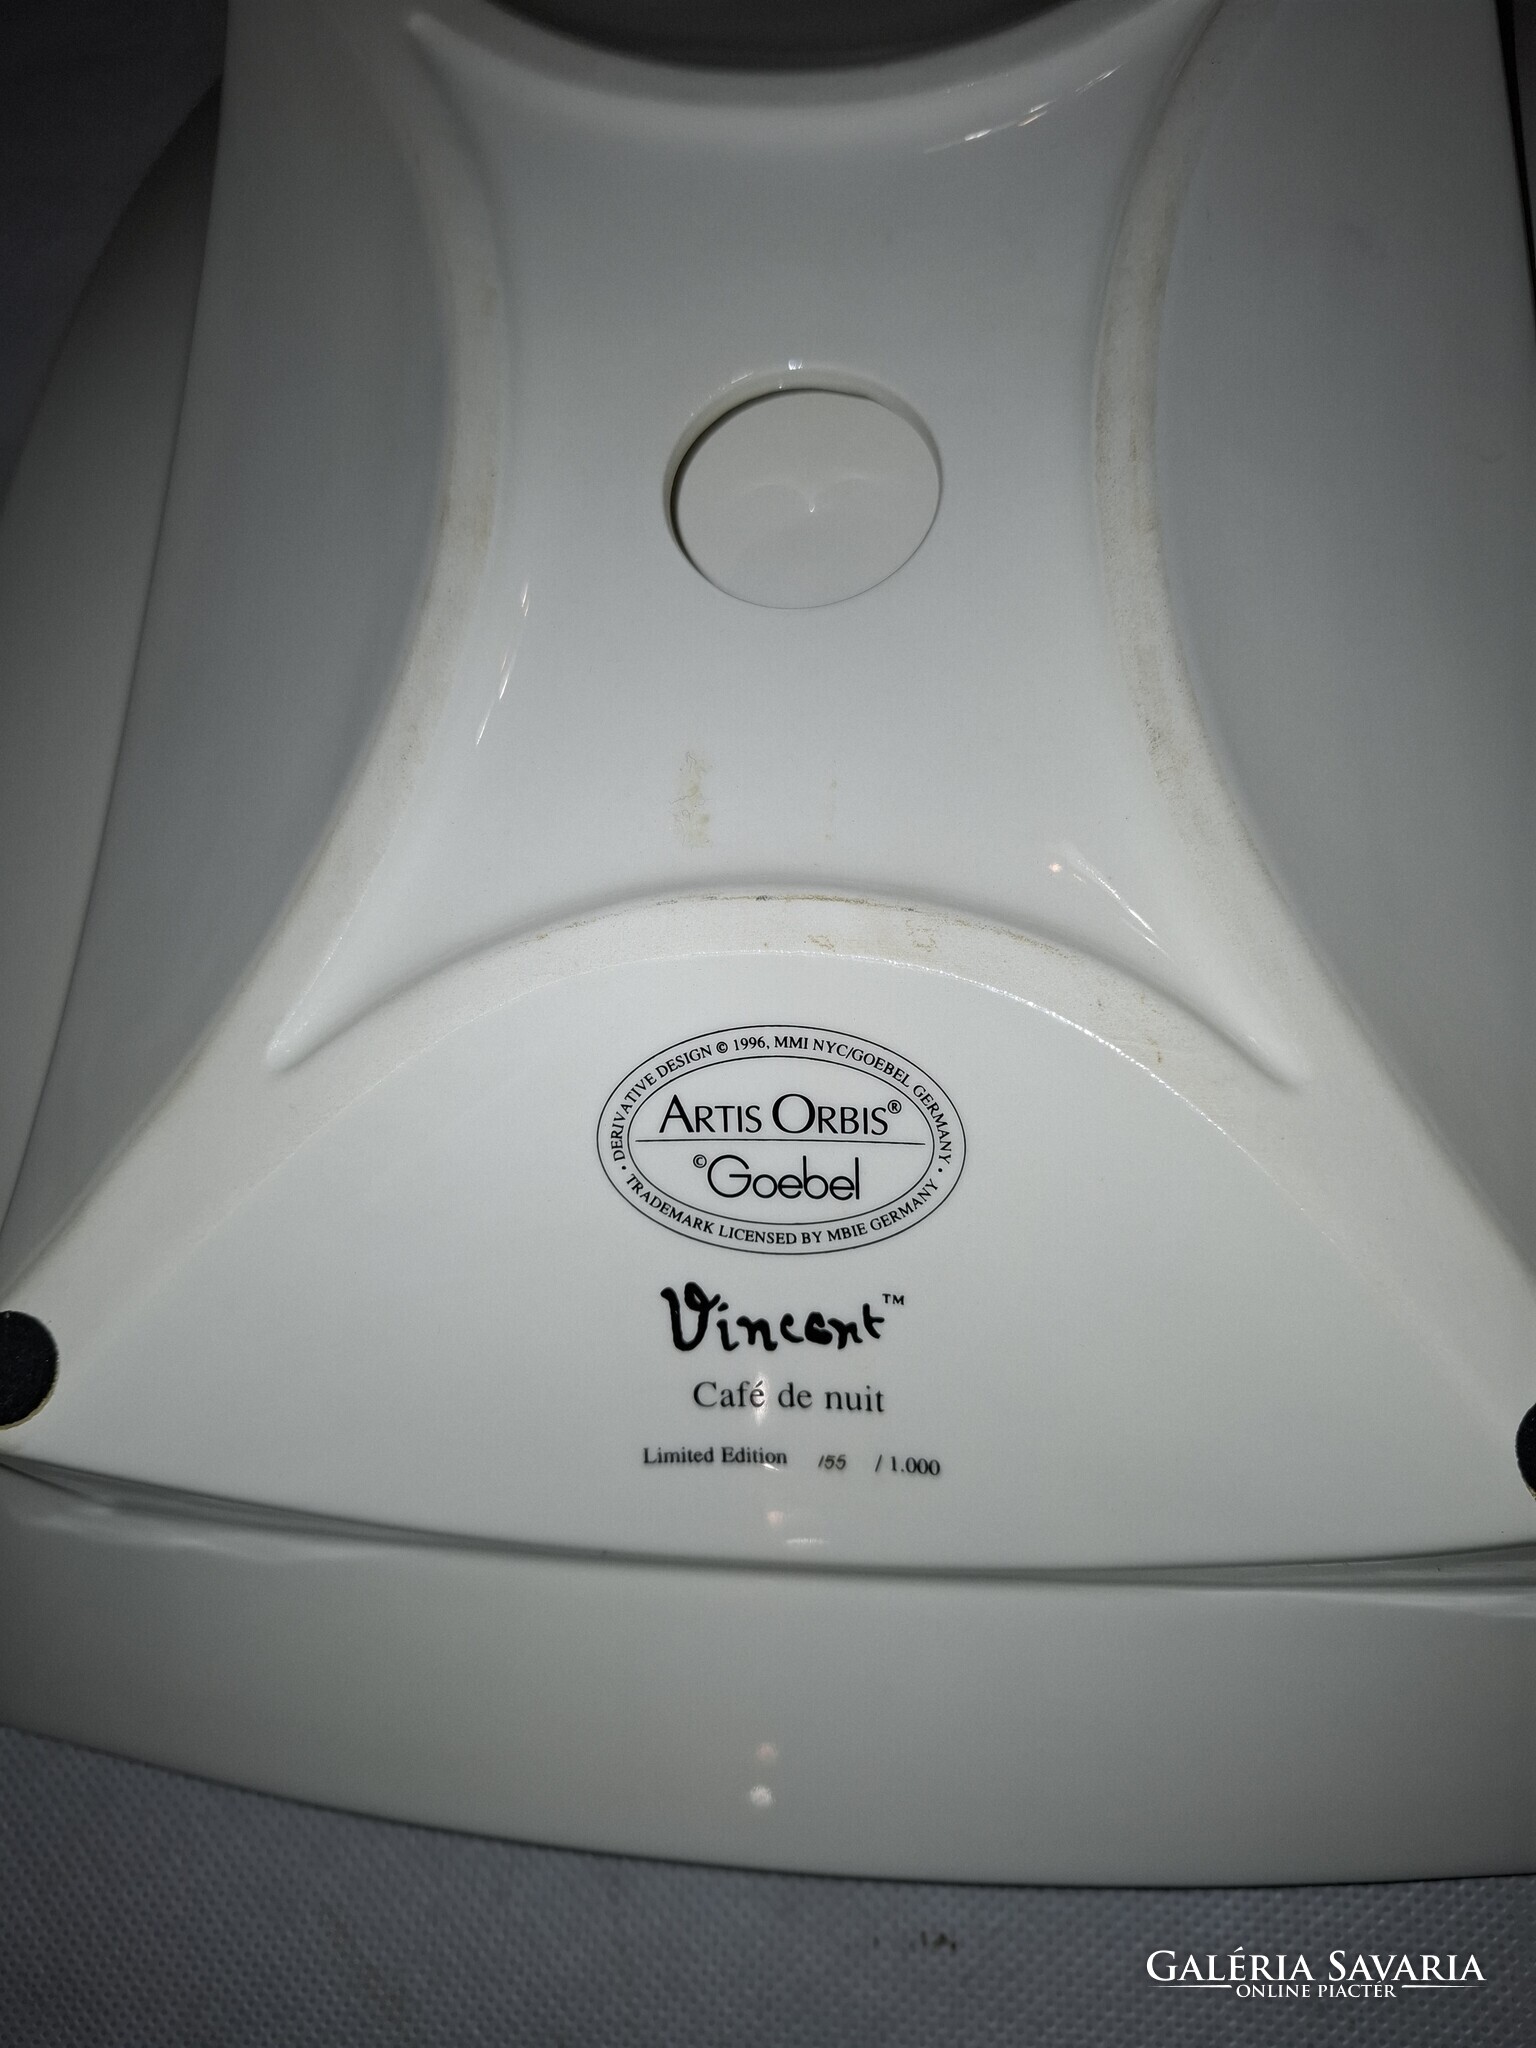 DERIVATIVE DESIGN © 1996, MMI NYC/GOEBEL GERMANY
ARTIS ORBIS®
©Goebel
• TRADEMARK LICENSED BY MBIE GERMANY •
Vincent™
Café de nuit
Limited Edition 155 / 1.000
GALÉRIA SAVARIA
ONLINE PIACTÉR